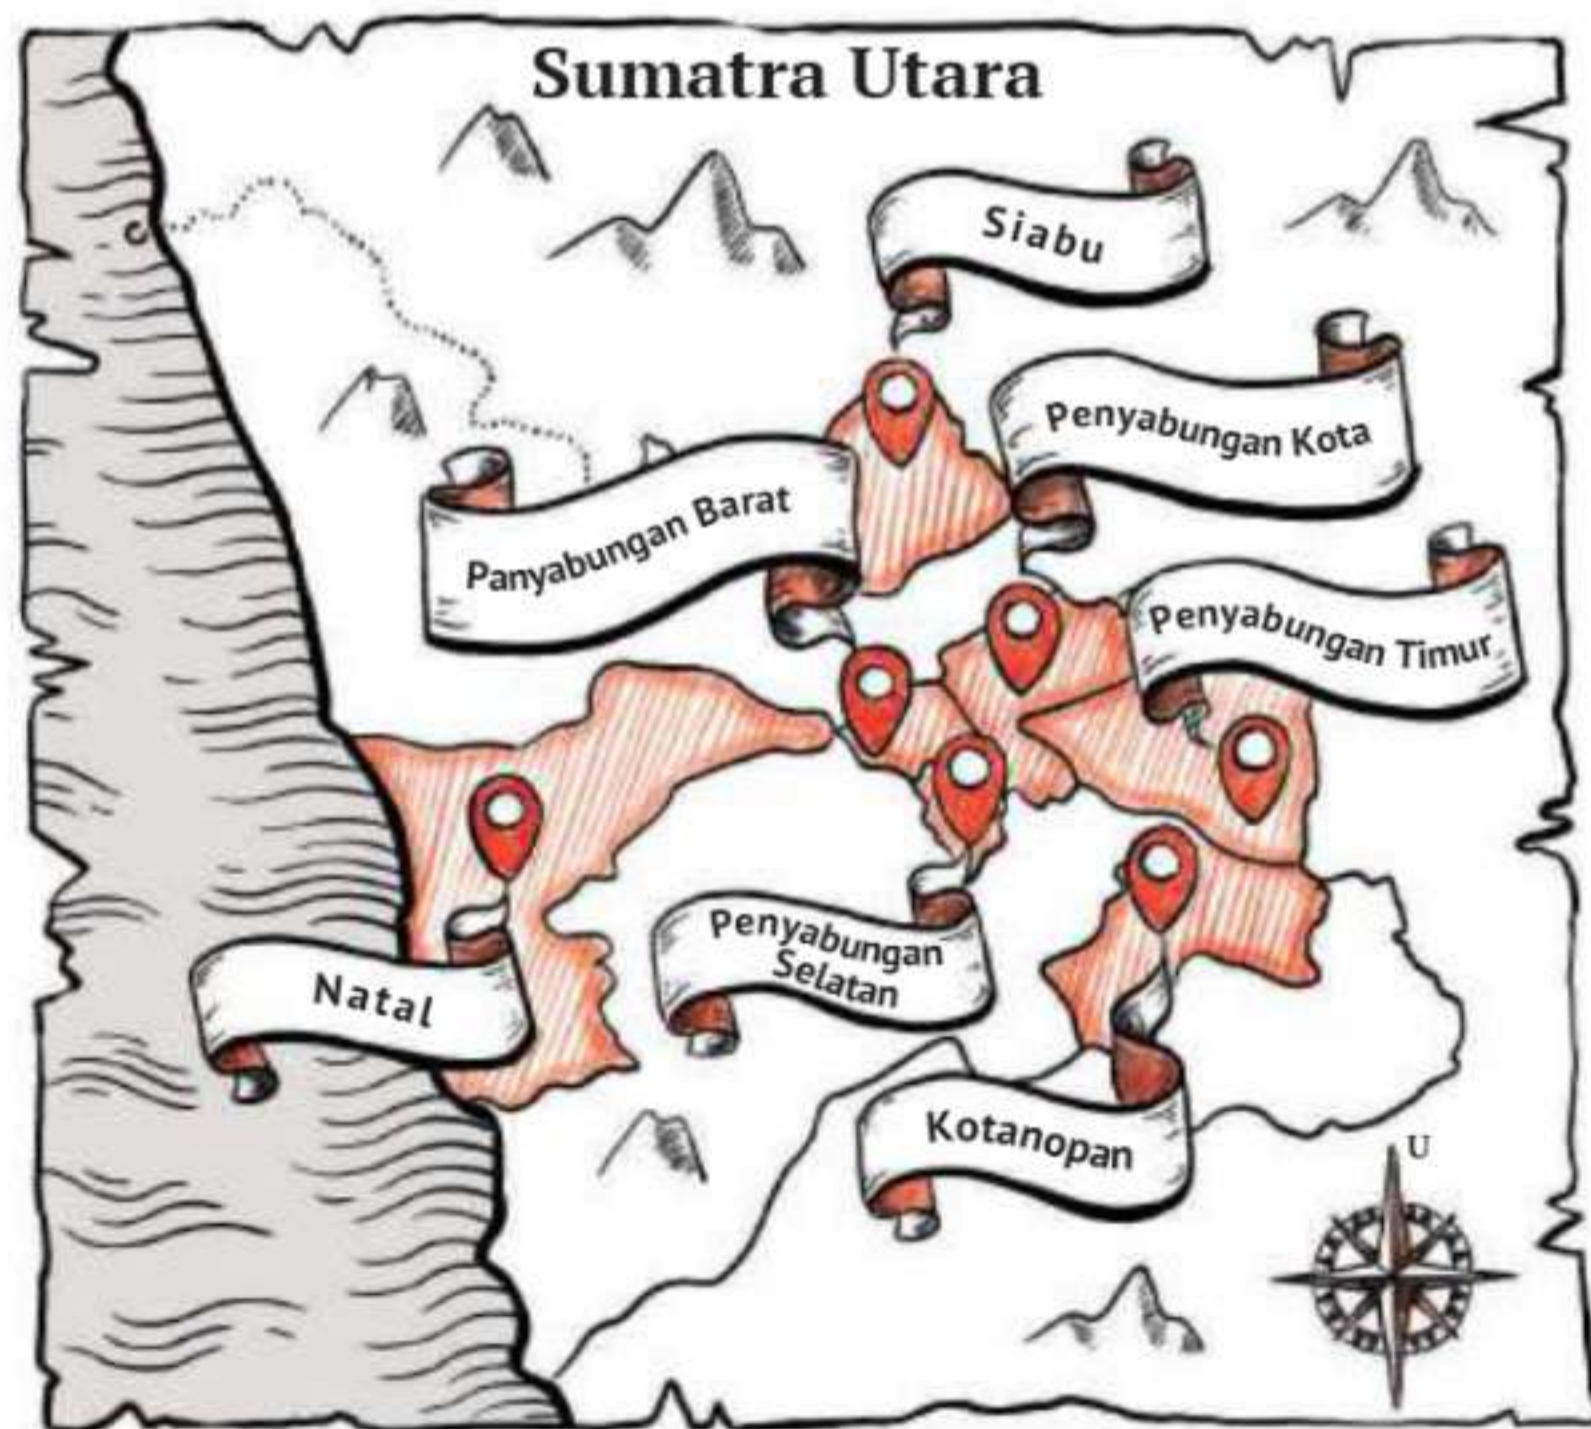 Sumatra Utara
Siabu
Penyabungan Kota
Panyabungan Barat
Penyabungan Timur
Penyabungan
Selatan
Natal
Kotanopan
U